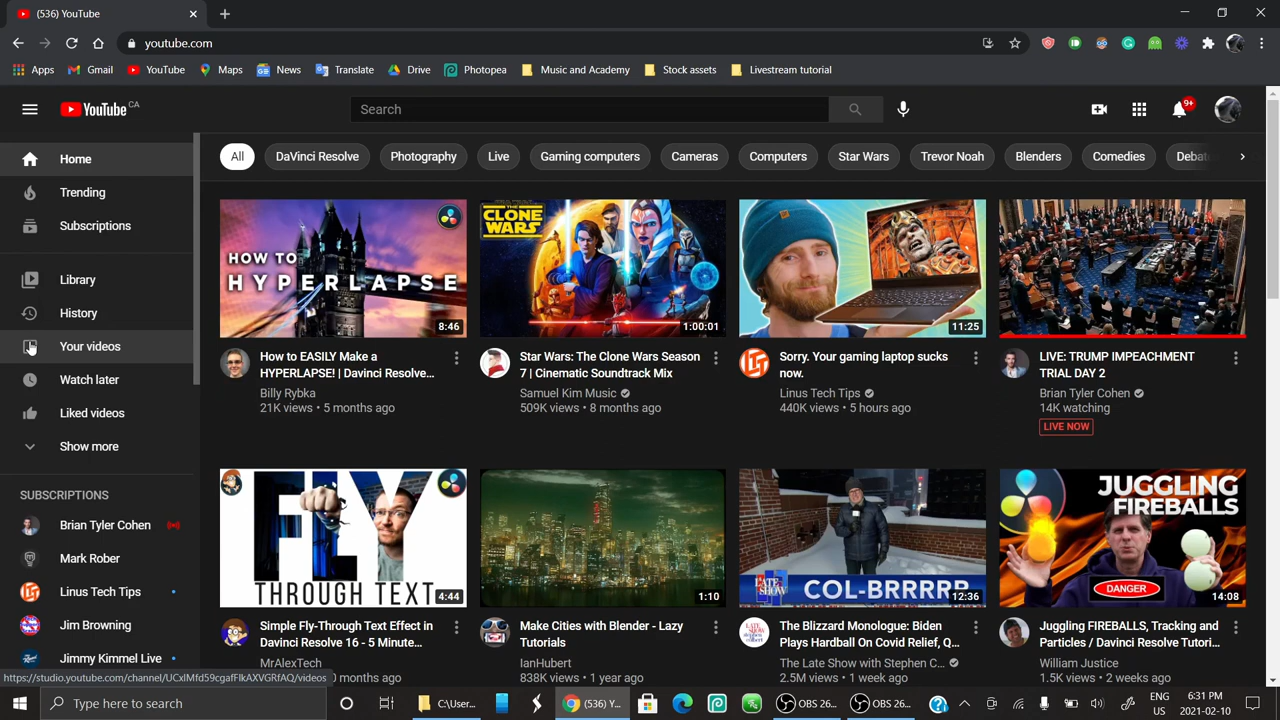 (536) YouTube
youtube.com
Apps
Gmail
YouTube
Maps
News
Translate
Drive
Photopea
Music and Academy
Stock assets
Livestream tutorial
YouTube CA
Search
9+
Home
Trending
Subscriptions
Library
History
Your videos
Watch later
Liked videos
Show more
SUBSCRIPTIONS
Brian Tyler Cohen
Mark Rober
Linus Tech Tips
Jim Browning
Jimmy Kimmel Live
All
DaVinci Resolve
Photography
Live
Gaming computers
Cameras
Computers
Star Wars
Trevor Noah
Blenders
Comedies
Debat
HOW TO
HYPERLAPSE
8:46
How to EASILY Make a
HYPERLAPSE! | Davinci Resolve...
Billy Rybka
21K views • 5 months ago
STAR WARS
THE CLONE WARS
1:00:01
Star Wars: The Clone Wars Season
7 | Cinematic Soundtrack Mix
Samuel Kim Music
509K views • 8 months ago
11:25
Sorry. Your gaming laptop sucks
now.
Linus Tech Tips
440K views • 5 hours ago
LIVE: TRUMP IMPEACHMENT
TRIAL DAY 2
Brian Tyler Cohen
14K watching
LIVE NOW
FLY
THROUGH TEXT
4:44
Simple Fly-Through Text Effect in
Davinci Resolve 16 - 5 Minute...
MrAlexTech
months ago
1:10
Make Cities with Blender - Lazy
Tutorials
IanHubert
838K views • 1 year ago
LATE SHOW
COL-BRRRRR
12:36
The Blizzard Monologue: Biden
Plays Hardball On Covid Relief, Q...
The Late Show with Stephen C...
2.5M views • 1 week ago
JUGGLING
FIREBALLS
DANGER
14:08
Juggling FIREBALLS, Tracking and
Particles / Davinci Resolve Tutori...
William Justice
1.5K views • 2 weeks ago
Type here to search
C:\Use...
(536) Y...
OBS 26...
OBS 26...
ENG
US
6:31 PM
2021-02-10